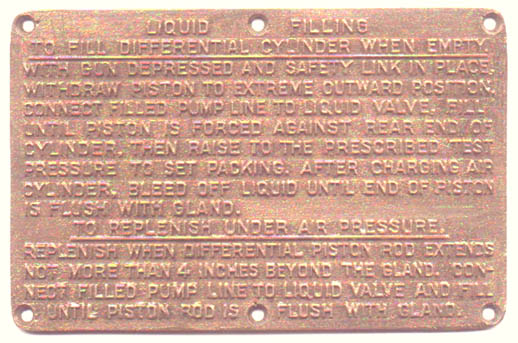 LIQUID FILLING
TO FILL DIFFERENTIAL CYLINDER WHEN EMPTY.
WITH GUN DEPRESSED AND SAFETY LINK IN PLACE,
WITHDRAW PISTON TO EXTREME OUTWARD POSITION.
CONNECT FILLED PUMP LINE TO LIQUID VALVE. FILL
UNTIL PISTON IS FORCED AGAINST REAR END OF
CYLINDER, THEN RAISE TO THE PRESCRIBED TEST
PRESSURE TO SET PACKING. AFTER CHARGING AIR
CYLINDER, BLEED OFF LIQUID UNTIL END OF PISTON
IS FLUSH WITH GLAND.
TO REPLENISH UNDER AIR PRESSURE.
REPLENISH WHEN DIFFERENTIAL PISTON ROD EXTENDS
NOT MORE THAN 4 INCHES BEYOND THE GLAND. CON-
NECT FILLED PUMP LINE TO LIQUID VALVE AND FILL
UNTIL PISTON ROD IS FLUSH WITH GLAND.